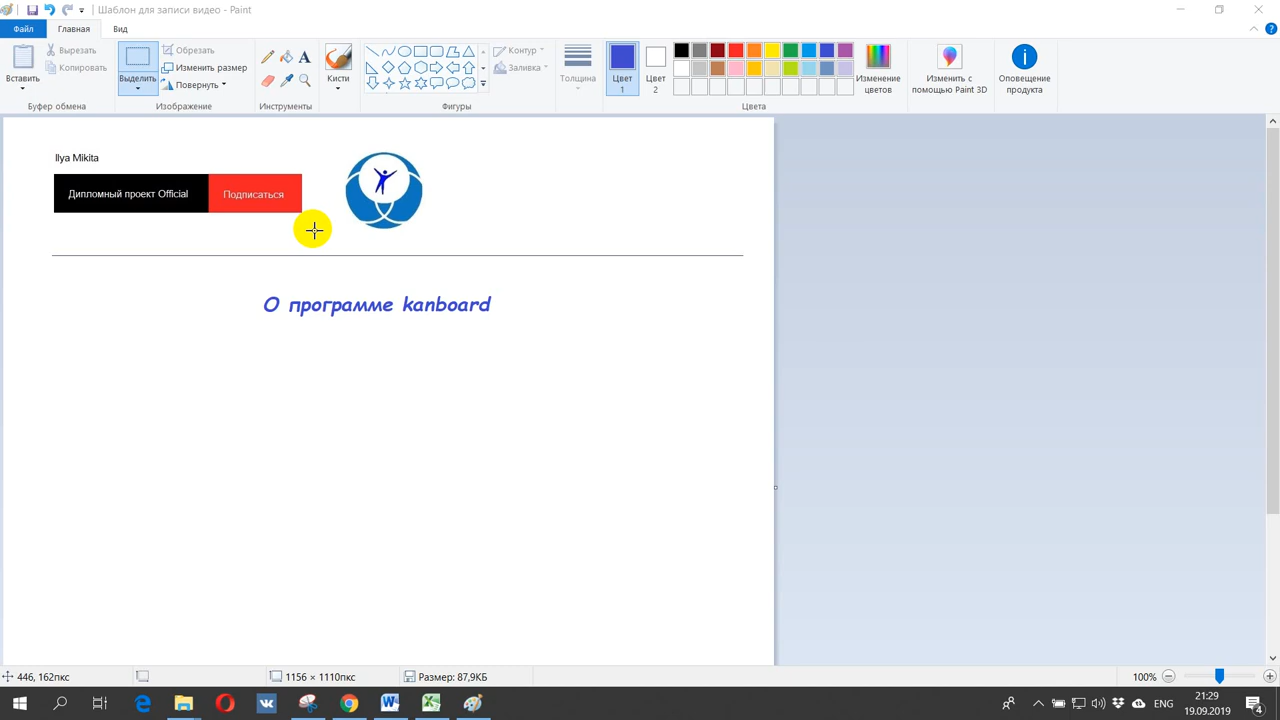 Шаблон для записи видео - Paint
Файл Главная Вид
Вставить
Вырезать
Копировать
Буфер обмена
Выделить
Обрезать
Изменить размер
Повернуть
Изображение
A
Инструменты
Кисти
Контур
Заливка
Фигуры
Толщина
Цвет 1
Цвет 2
Изменение цветов
Цвета
Изменить с помощью Paint 3D
Оповещение продукта
Ilya Mikita
Дипломный проект Official Подписаться
О программе kanboard
446, 162пкс 1156 × 1110пкс Размер: 87,9КБ 100%
ENG 21:29
19.09.2019
4